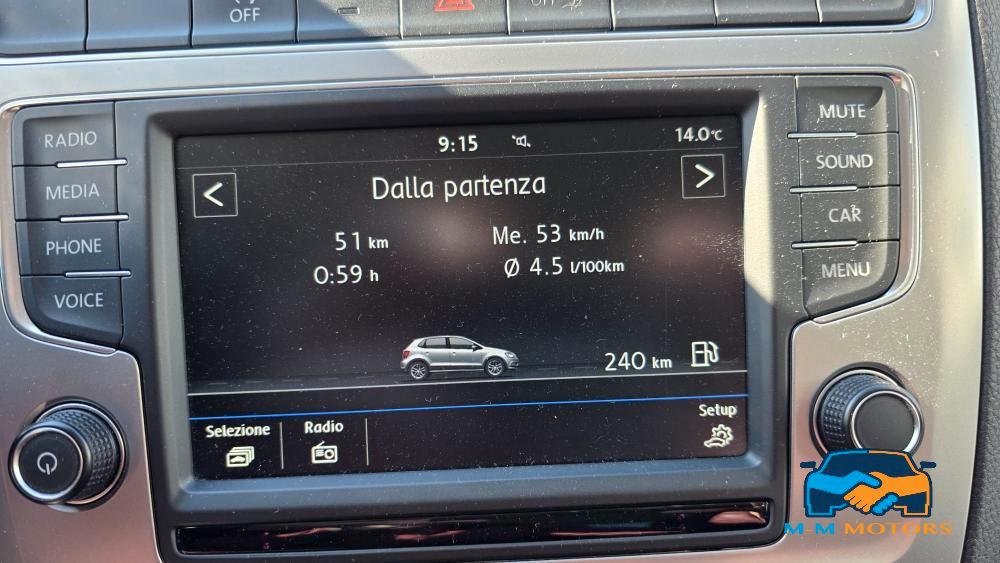 OFF
OFF
RADIO
MEDIA
PHONE
VOICE
9:15
14.0°C
<
Dalla partenza
>
51 km
Me. 53 km/h
0:59 h
Ø 4.5 l/100km
240 km
Selezione
Radio
Setup
MUTE
SOUND
CAR
MENU
M-M MOTORS